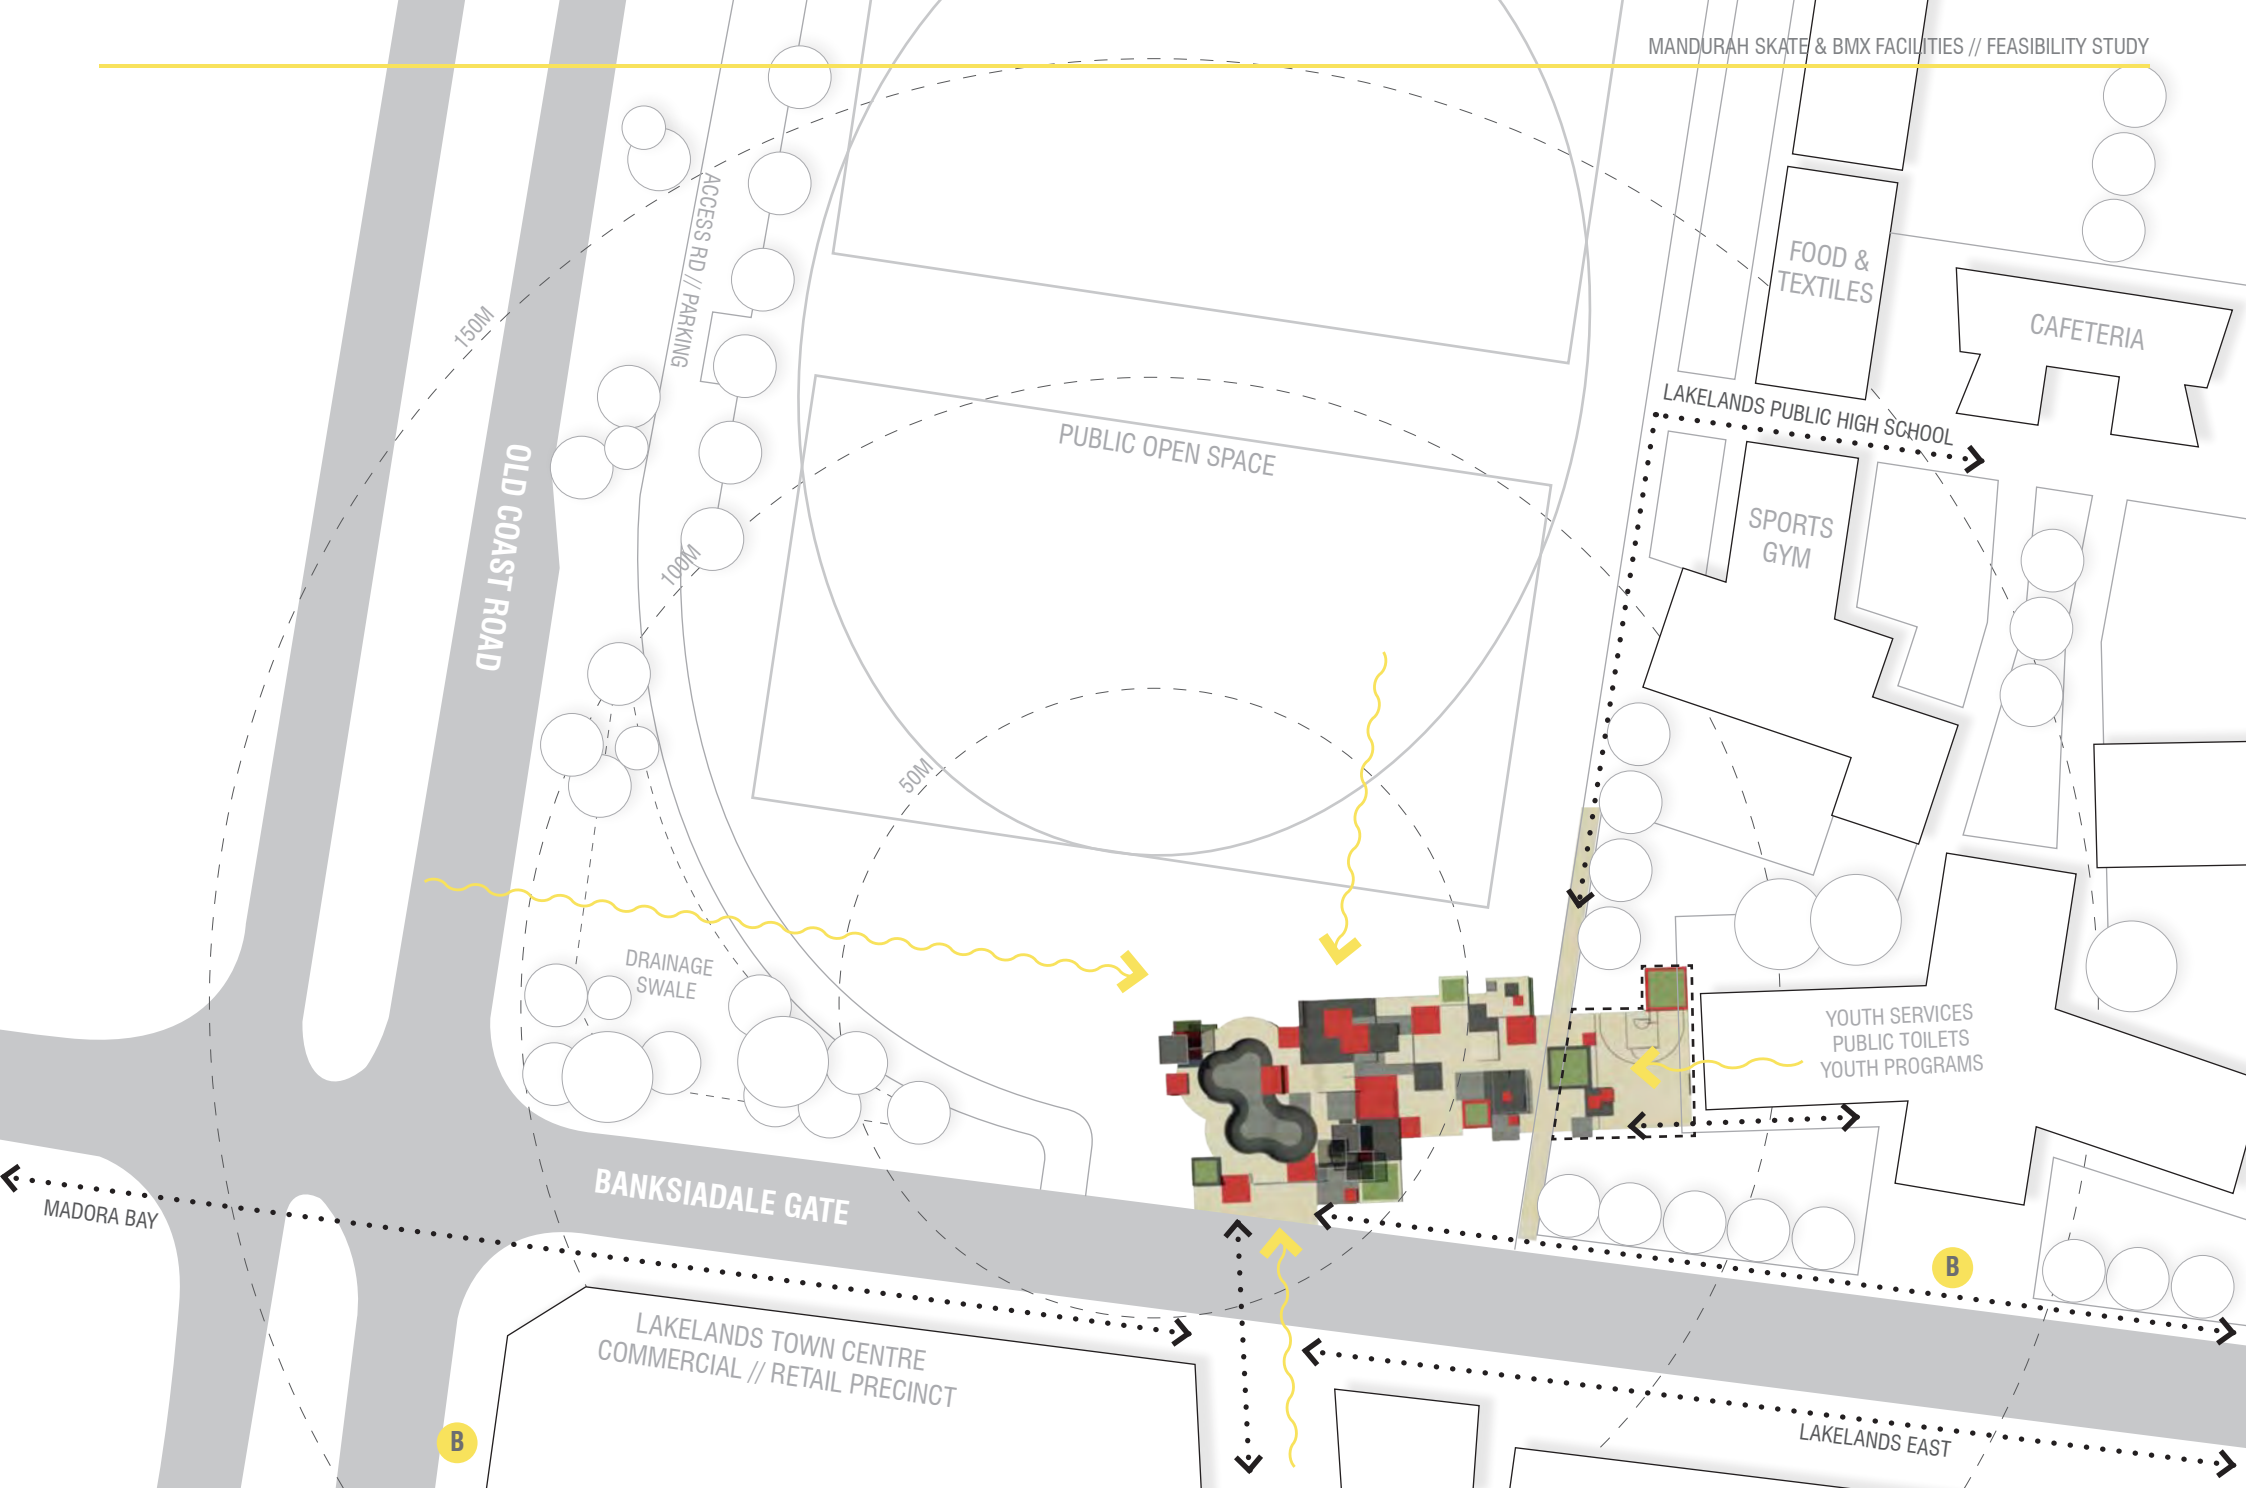 MANDURAH SKATE & BMX FACILITIES // FEASIBILITY STUDY
ACCESS RD // PARKING
150M
FOOD &
TEXTILES
CAFETERIA
LAKELANDS PUBLIC HIGH SCHOOL
PUBLIC OPEN SPACE
OLD COAST ROAD
SPORTS
GYM
100M
50M
DRAINAGE
SWALE
YOUTH SERVICES
PUBLIC TOILETS
YOUTH PROGRAMS
BANKSIADALE GATE
MADORA BAY
B
LAKELANDS TOWN CENTRE
COMMERCIAL // RETAIL PRECINCT
LAKELANDS EAST
B